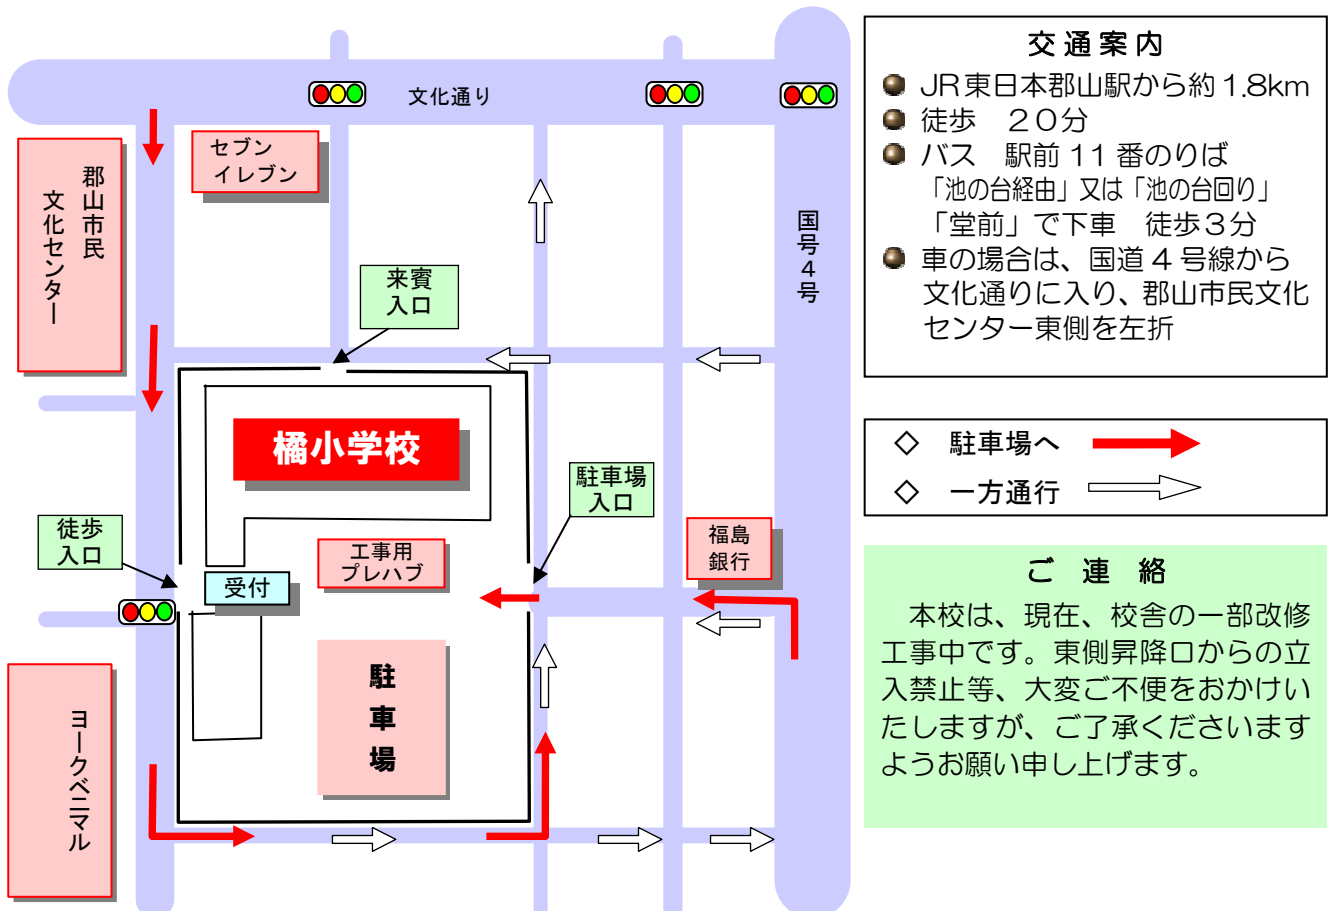 文化通り
セブン
イレブン
郡山市民
文化センター
国号4号
来賓
入口
橘小学校
駐車場
入口
徒歩
入口
受付
工事用
プレハブ
福島
銀行
駐車場
ヨークベニマル
交通案内
JR東日本郡山駅から約1.8km
徒歩 20分
バス 駅前11番のりば
「池の台経由」又は「池の台回り」
「堂前」で下車 徒歩3分
車の場合は、国道4号線から
文化通りに入り、郡山市民文化
センター東側を左折
◇ 駐車場へ
◇ 一方通行
ご連絡
本校は、現在、校舎の一部改修
工事中です。東側昇降口からの立
入禁止等、大変ご不便をおかけい
たしますが、ご了承くださいます
ようお願い申し上げます。